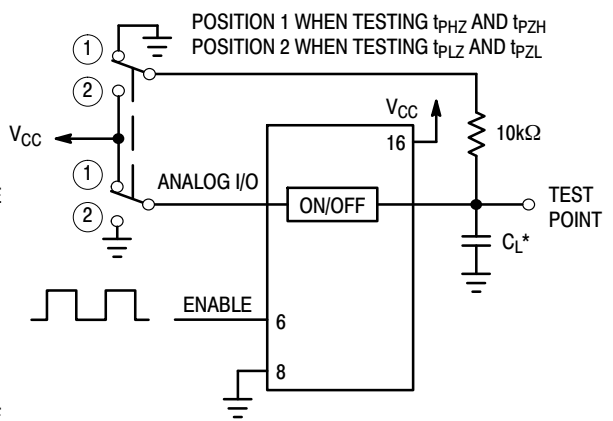 POSITION 1 WHEN TESTING tPHZ AND tPZH
POSITION 2 WHEN TESTING tPLZ AND tPZL
1
2
VCC
VCC
16
10kΩ
1
2
ANALOG I/O
ON/OFF
TEST
POINT
CL*
ENABLE
6
8